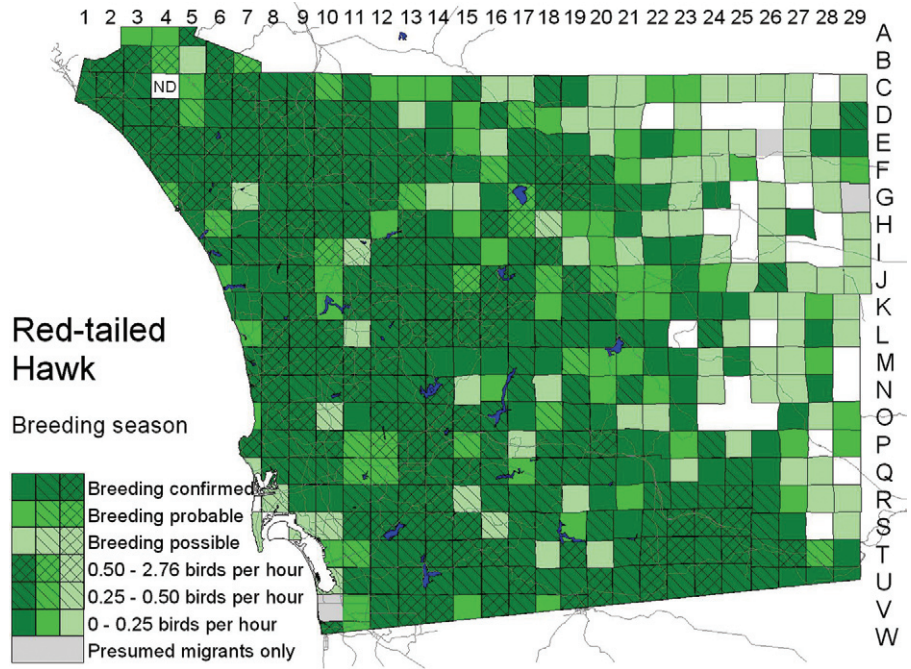 1 2 3 4 5 6 7 8 9 10 11 12 13 14 15 16 17 18 19 20 21 22 23 24 25 26 27 28 29
A
B
C
D
E
F
G
H
I
J
K
L
M
N
O
P
Q
R
S
T
U
V
W
ND
Red-tailed
Hawk
Breeding season
Breeding confirmed
Breeding probable
Breeding possible
0.50 - 2.76 birds per hour
0.25 - 0.50 birds per hour
0 - 0.25 birds per hour
Presumed migrants only